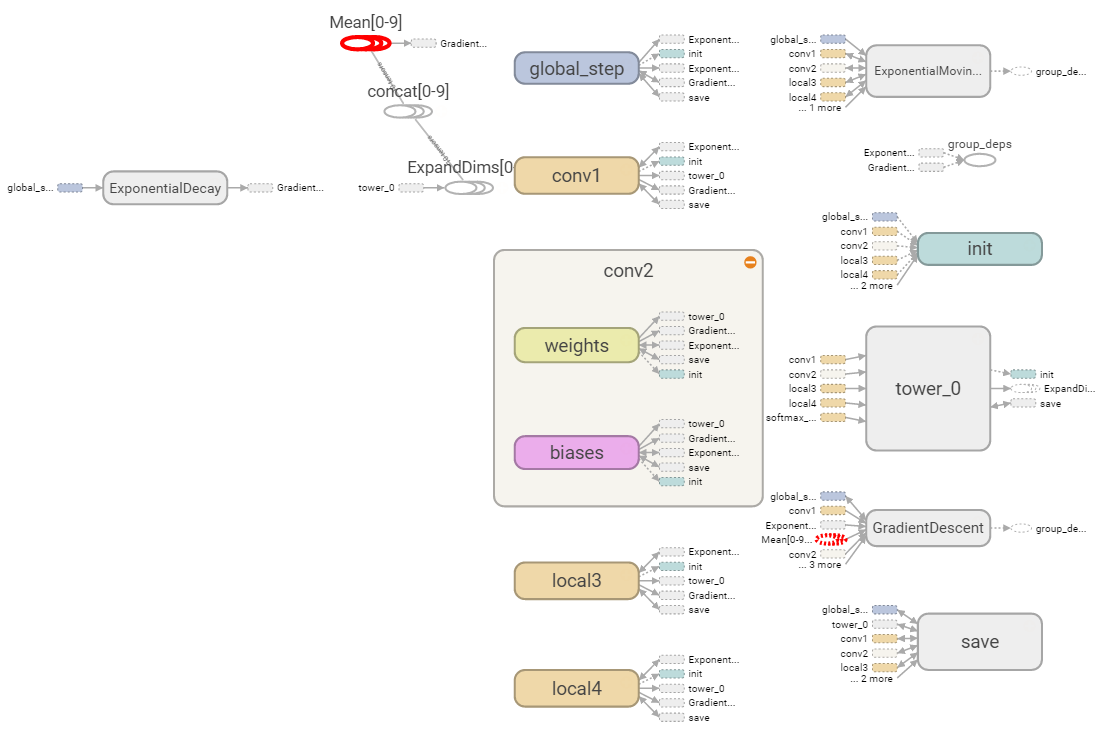 Mean[0-9]
Gradient...
concat[0-9]
ExpandDims[0
tower_0
global_s...
ExponentialDecay
Gradient...
global_step
Exponent...
init
Exponent...
Gradient...
save
conv1
Exponent...
init
tower_0
Gradient...
save
conv2
weights
tower_0
Gradient...
Exponent...
save
init
biases
tower_0
Gradient...
Exponent...
save
init
local3
Exponent...
init
tower_0
Gradient...
save
local4
Exponent...
init
tower_0
Gradient...
save
global_s...
conv1
conv2
local3
local4
... 1 more
ExponentialMovin...
group_de...
group_deps
Exponent...
Gradient...
global_s...
conv1
conv2
local3
local4
... 2 more
init
conv1
conv2
local3
local4
softmax_...
tower_0
init
ExpandDi...
save
global_s...
conv1
Exponent...
Mean[0-9...
conv2
... 3 more
GradientDescent
group_de...
global_s...
tower_0
conv1
conv2
local3
... 2 more
save